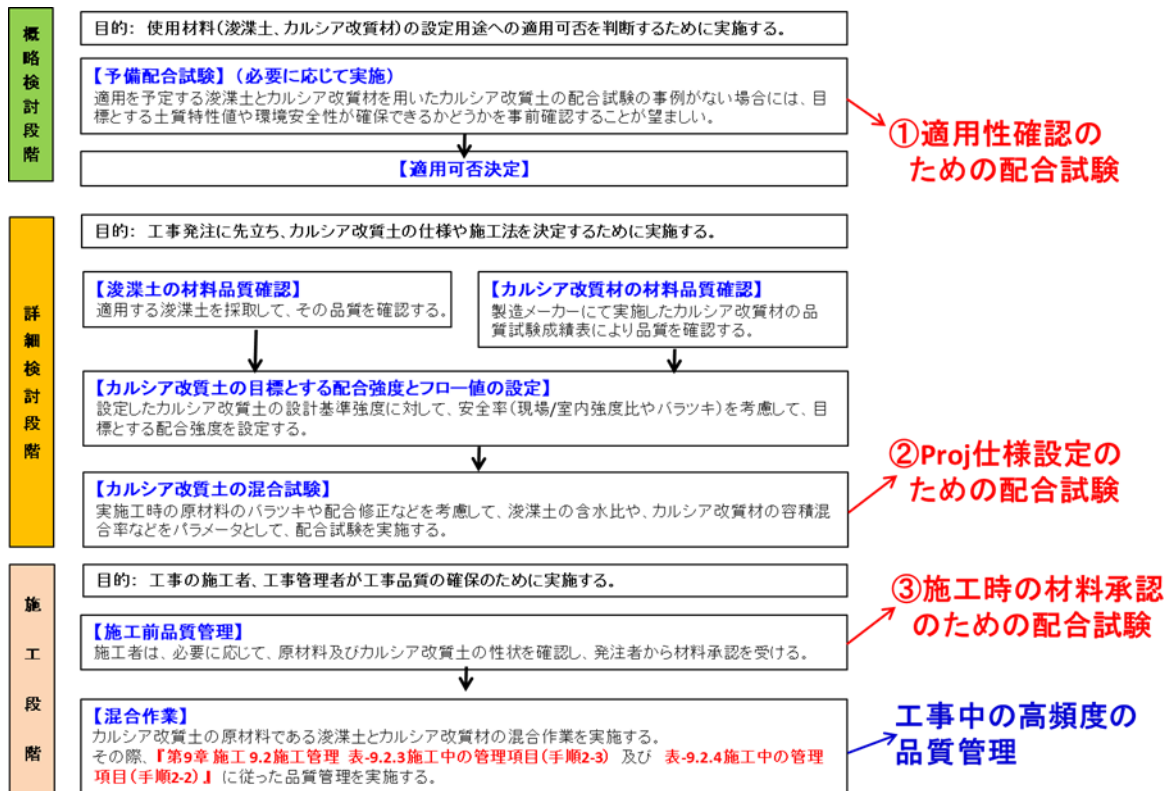 概略検討段階
目的: 使用材料(浚渫土、カルシア改質材)の設定用途への適用可否を判断するために実施する。
【予備配合試験】(必要に応じて実施)
適用を予定する浚渫土とカルシア改質材を用いたカルシア改質土の配合試験の事例がない場合には、目
標とする土質特性値や環境安全性が確保できるかどうかを事前確認することが望ましい。
【適用可否決定】
①適用性確認の
ための配合試験
詳細検討段階
目的: 工事発注に先立ち、カルシア改質土の仕様や施工法を決定するために実施する。
【浚渫土の材料品質確認】
適用する浚渫土を採取して、その品質を確認する。
【カルシア改質材の材料品質確認】
製造メーカーにて実施したカルシア改質材の品
質試験成績表により品質を確認する。
【カルシア改質土の目標とする配合強度とフロー値の設定】
設定したカルシア改質土の設計基準強度に対して、安全率(現場/室内強度比やバラツキ)を考慮して、目
標とする配合強度を設定する。
【カルシア改質土の混合試験】
実施工時の原材料のバラツキや配合修正などを考慮して、浚渫土の含水比や、カルシア改質材の容積混
合率などをパラメータとして、配合試験を実施する。
②Proj仕様設定の
ための配合試験
施工段階
目的: 工事の施工者、工事管理者が工事品質の確保のために実施する。
【施工前品質管理】
施工者は、必要に応じて、原材料及びカルシア改質土の性状を確認し、発注者から材料承認を受ける。
③施工時の材料承認
のための配合試験
【混合作業】
カルシア改質土の原材料である浚渫土とカルシア改質材の混合作業を実施する。
その際、『第9章 施工 9.2施工管理 表-9.2.3施工中の管理項目(手順2-3) 及び 表-9.2.4施工中の管理
項目(手順2-2)』に従った品質管理を実施する。
工事中の高頻度の
品質管理